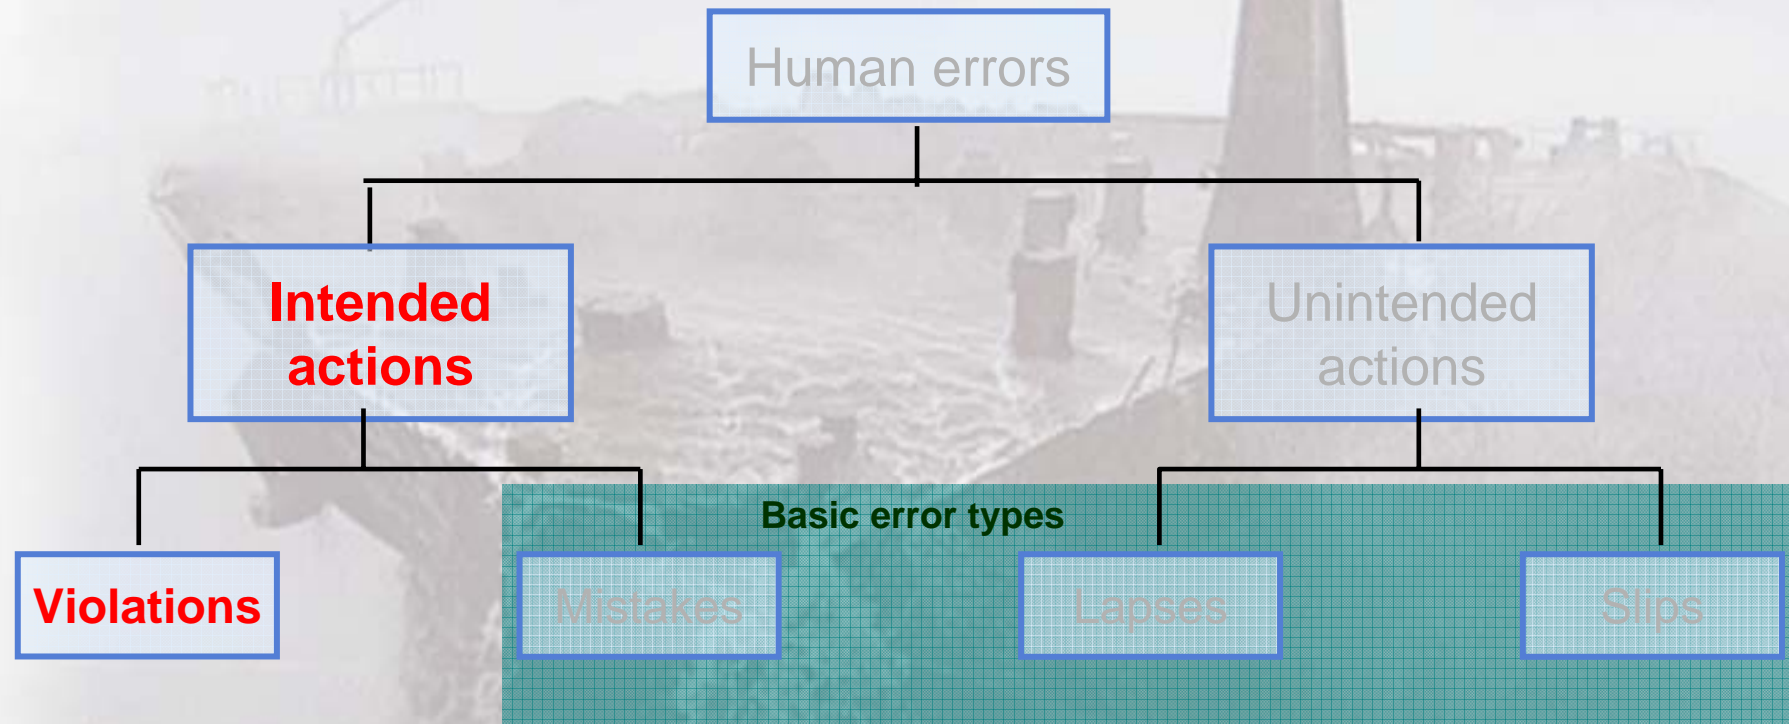 Human errors
Intended
actions
Unintended
actions
Basic error types
Violations
Mistakes
Lapses
Slips